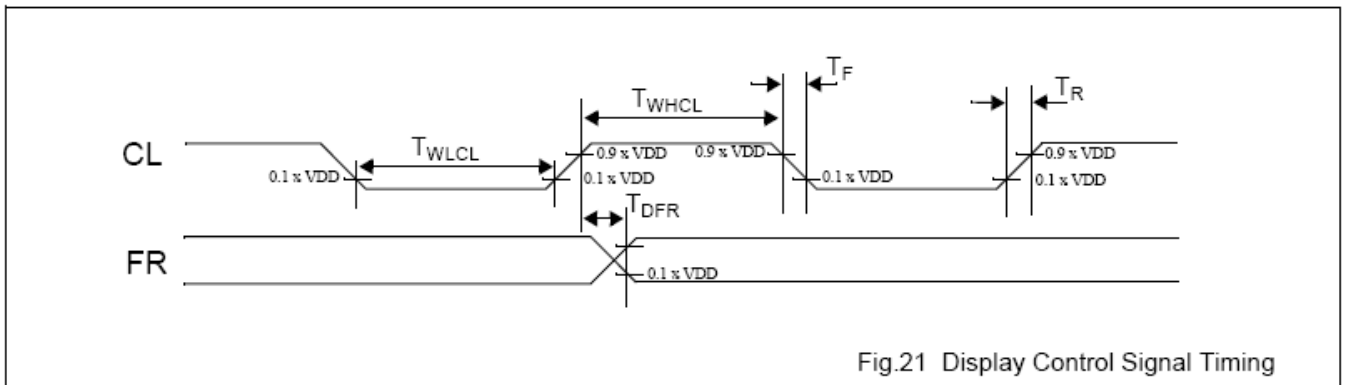 T_F
T_WHCL
T_R
CL
T_WLCL
0.9 x VDD
0.9 x VDD
0.9 x VDD
0.1 x VDD
0.1 x VDD
0.1 x VDD
0.1 x VDD
T_DFR
FR
0.1 x VDD
Fig.21 Display Control Signal Timing